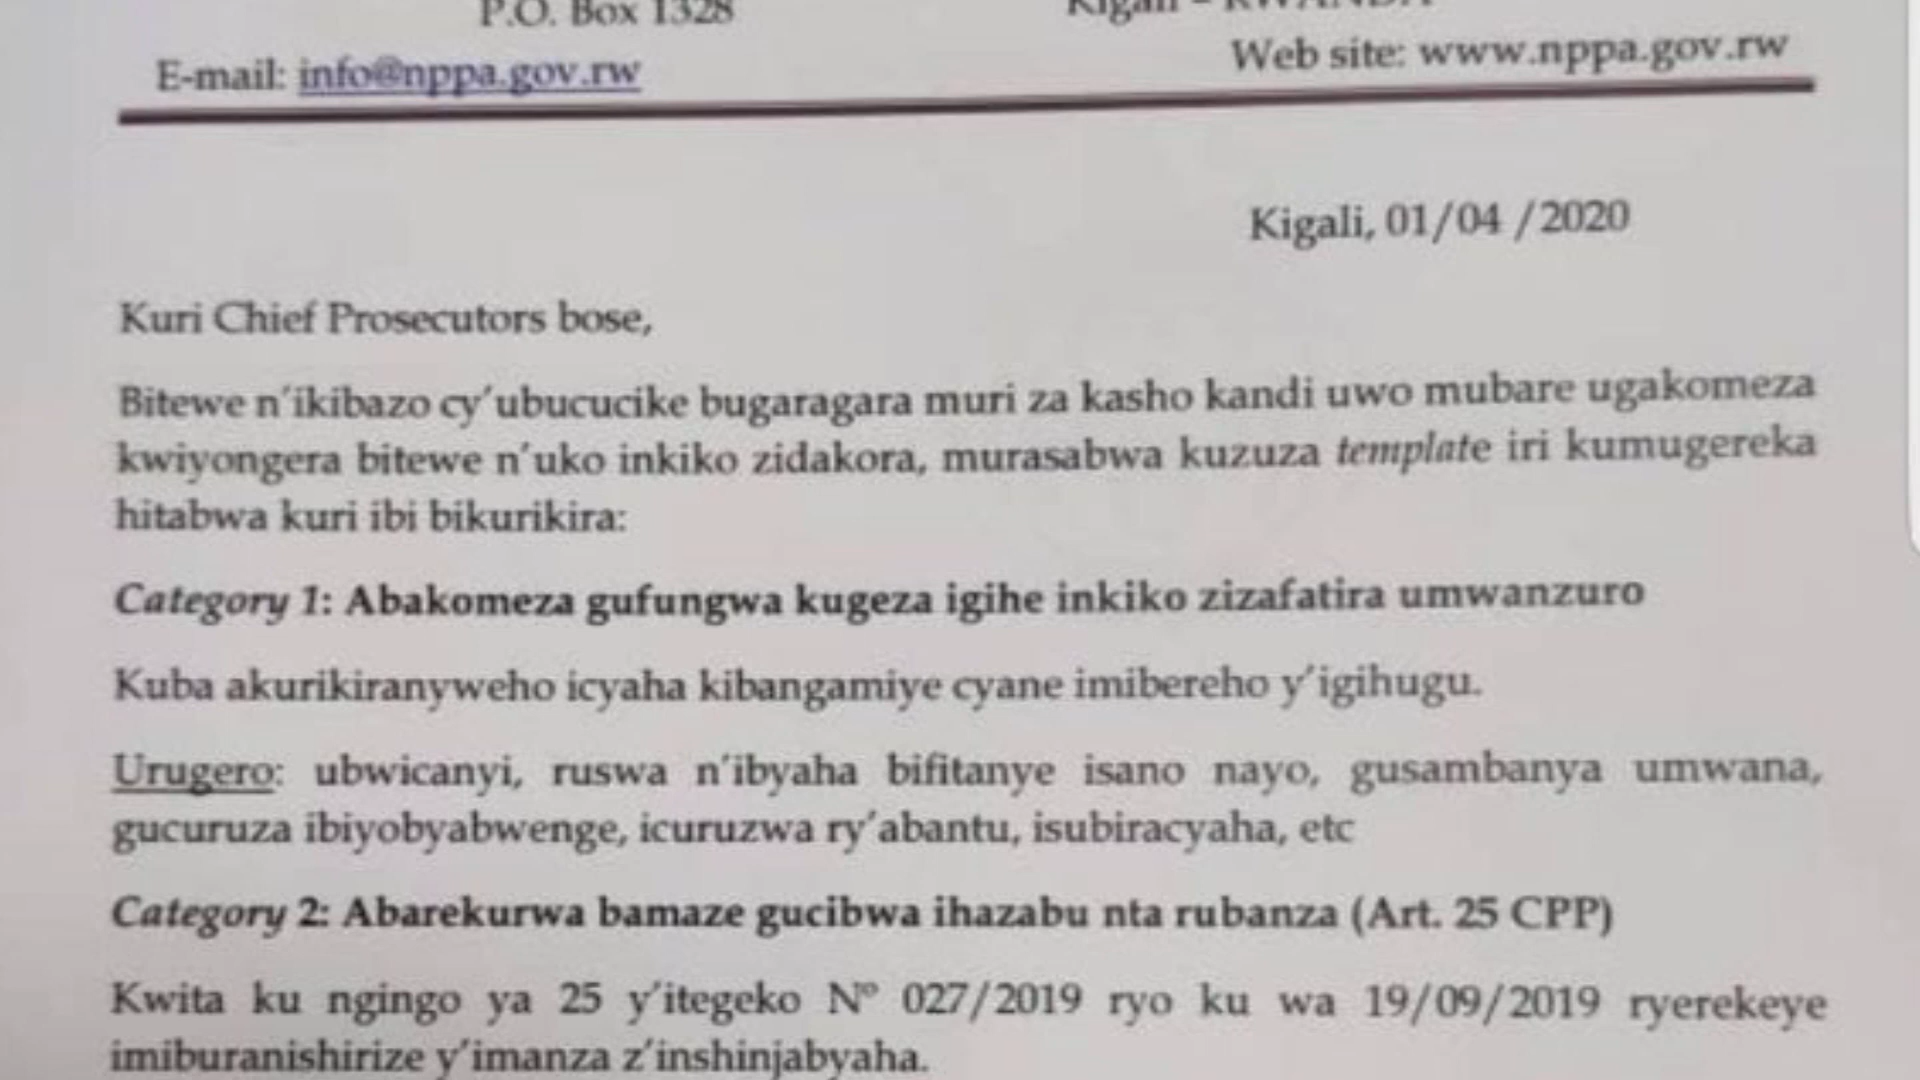 P.O. Box 1328
Kigali – RWANDA
E-mail: info@nppa.gov.rw
Web site: www.nppa.gov.rw
Kigali, 01/04 /2020
Kuri Chief Prosecutors bose,
Bitewe n'ikibazo cy'ubucucike bugaragara muri za kasho kandi uwo mubare ugakomeza
kwiyongera bitewe n'uko inkiko zidakora, murasabwa kuzuza template iri kumugereka
hitabwa kuri ibi bikurikira:
Category 1: Abakomeza gufungwa kugeza igihe inkiko zizafatira umwanzuro
Kuba akurikiranyweho icyaha kibangamiye cyane imibereho y'igihugu.
Urugero: ubwicanyi, ruswa n'ibyaha bifitanye isano nayo, gusambanya umwana,
gucuruza ibiyobyabwenge, icuruzwa ry'abantu, isubiracyaha, etc
Category 2: Abarekurwa bamaze gucibwa ihazabu nta rubanza (Art. 25 CPP)
Kwita ku ngingo ya 25 y'itegeko Nº 027/2019 ryo ku wa 19/09/2019 ryerekeye
imiburanishirize y'imanza z'inshinjabyaha.